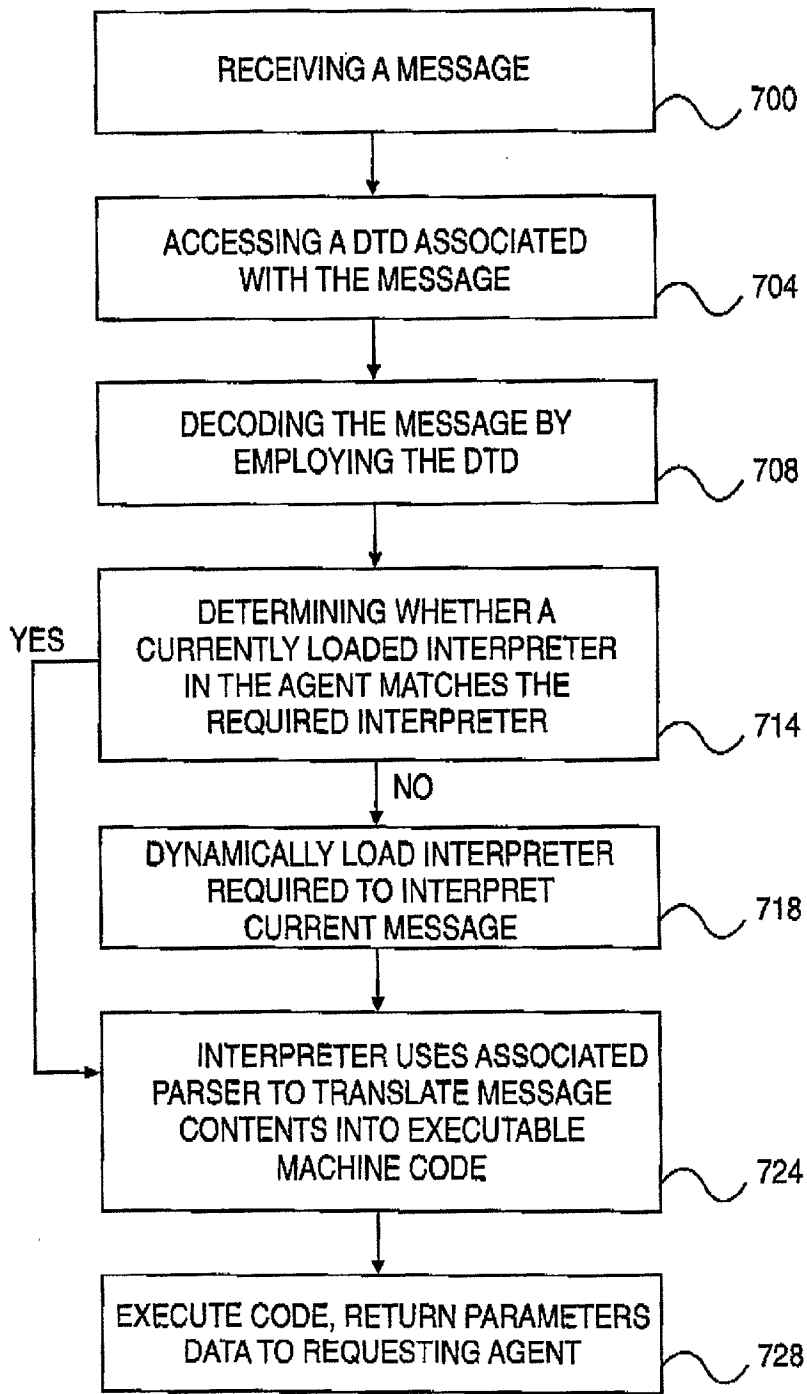 RECEIVING A MESSAGE
700
ACCESSING A DTD ASSOCIATED
WITH THE MESSAGE
704
DECODING THE MESSAGE BY
EMPLOYING THE DTD
708
DETERMINING WHETHER A
CURRENTLY LOADED INTERPRETER
IN THE AGENT MATCHES THE
REQUIRED INTERPRETER
714
YES
NO
DYNAMICALLY LOAD INTERPRETER
REQUIRED TO INTERPRET
CURRENT MESSAGE
718
INTERPRETER USES ASSOCIATED
PARSER TO TRANSLATE MESSAGE
CONTENTS INTO EXECUTABLE
MACHINE CODE
724
EXECUTE CODE, RETURN PARAMETERS
DATA TO REQUESTING AGENT
728